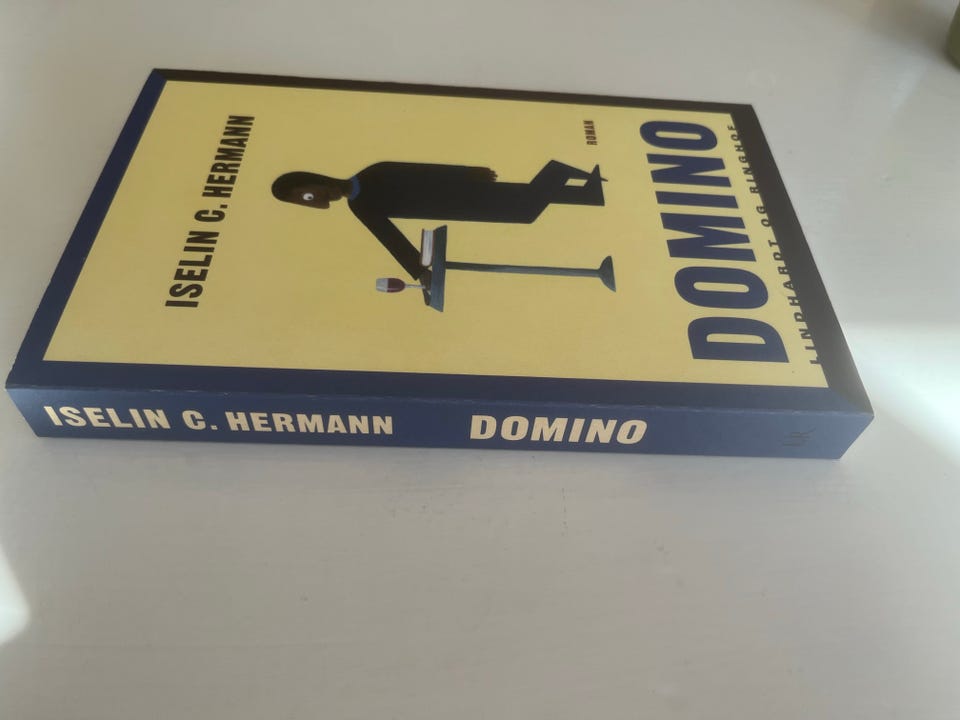 ISELIN C. HERMANN
ROMAN
DOMINO
LINDHARDT OG RINGHOF
ISELIN C. HERMANN DOMINO